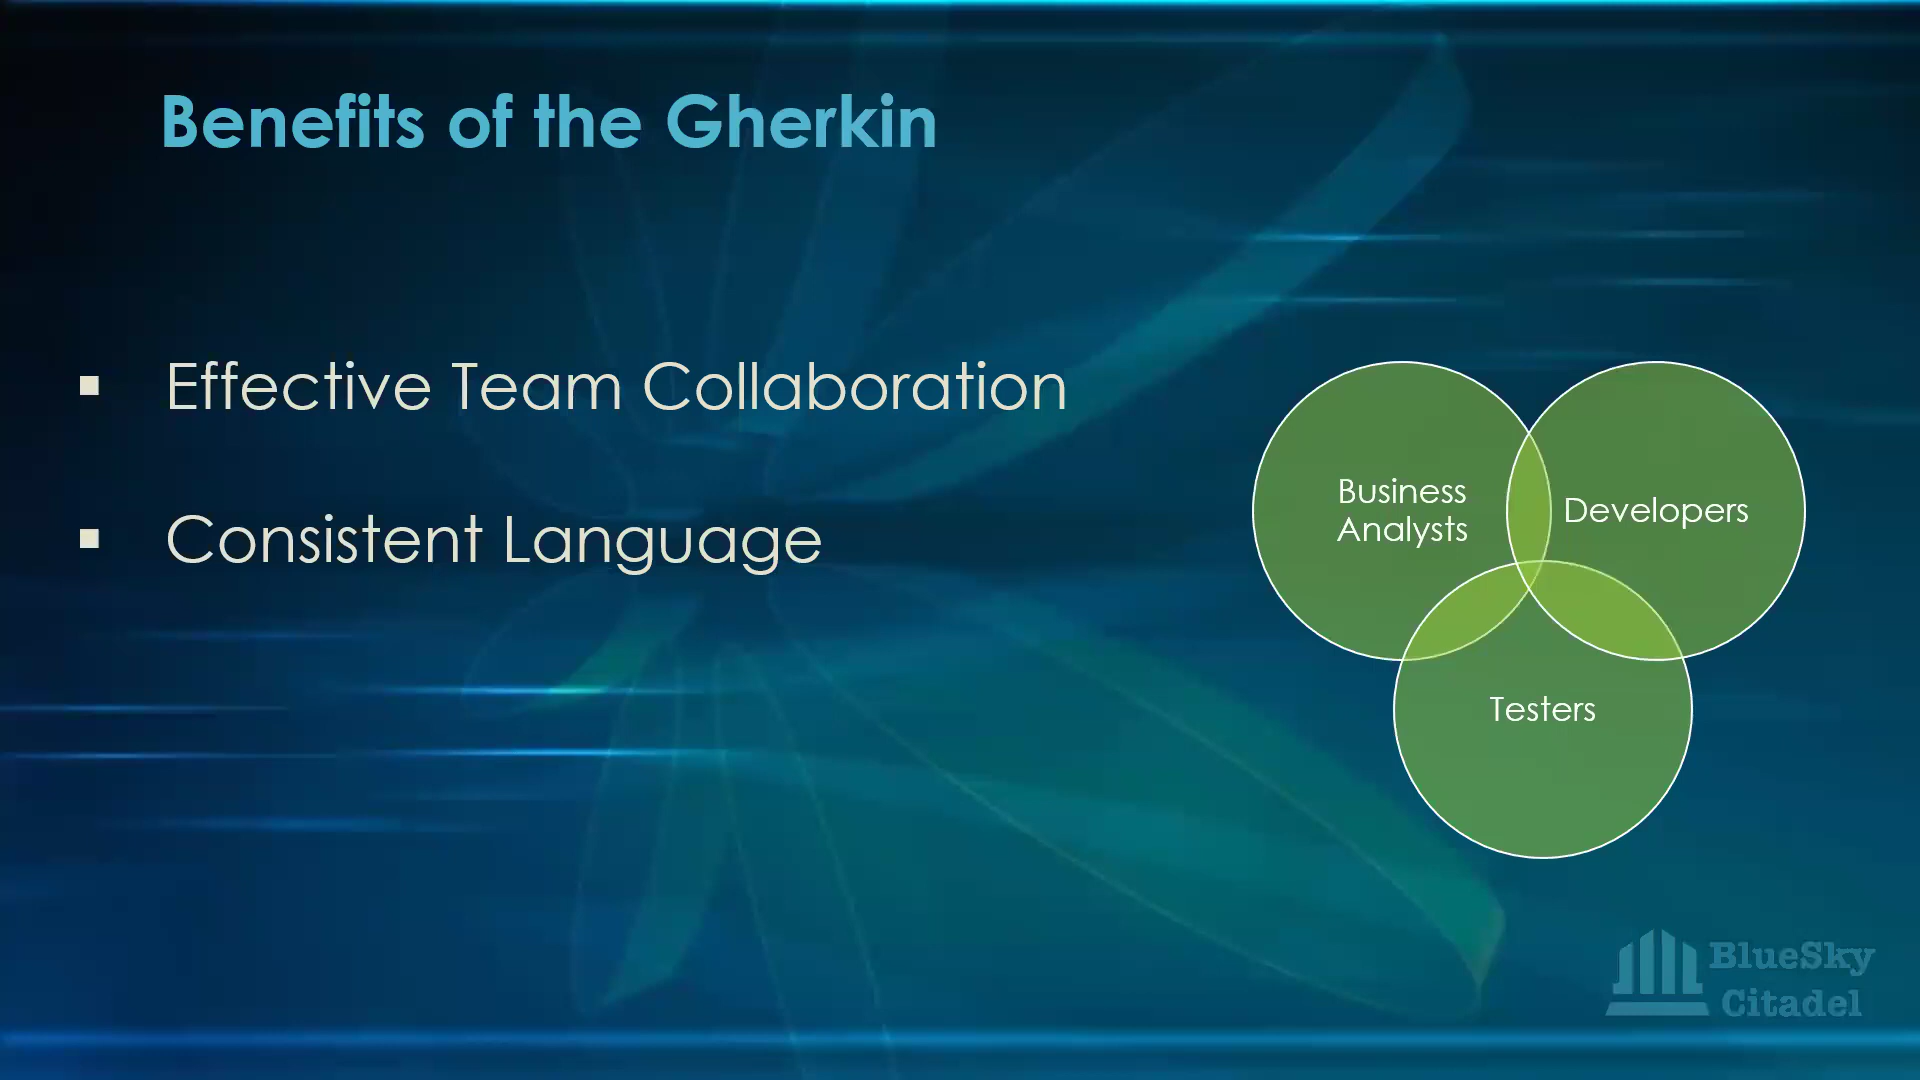 Benefits of the Gherkin
▪ Effective Team Collaboration
▪ Consistent Language
Business
Analysts
Developers
Testers
BlueSky
Citadel